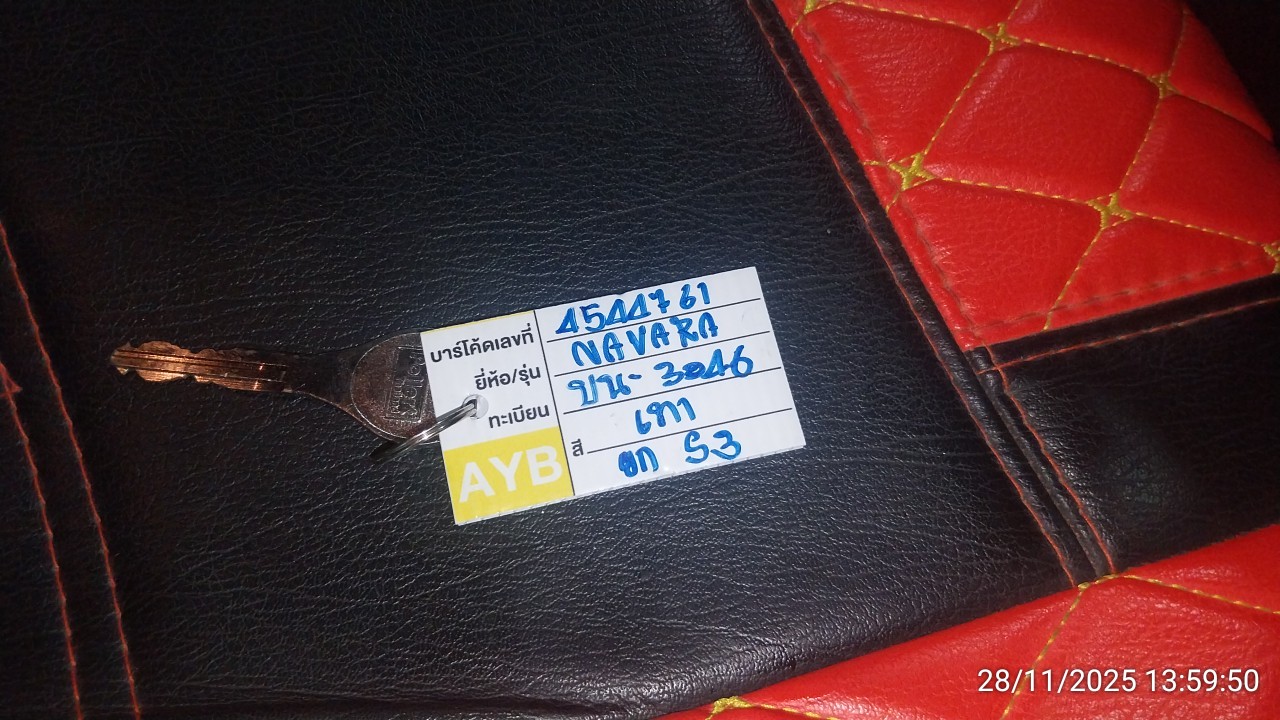 บาร์โค้ดเลขที่ 4544761
ยี่ห้อ/รุ่น NAVARA
ทะเบียน บน-3046
สี เทา
AYB ยก S3
28/11/2025 13:59:50